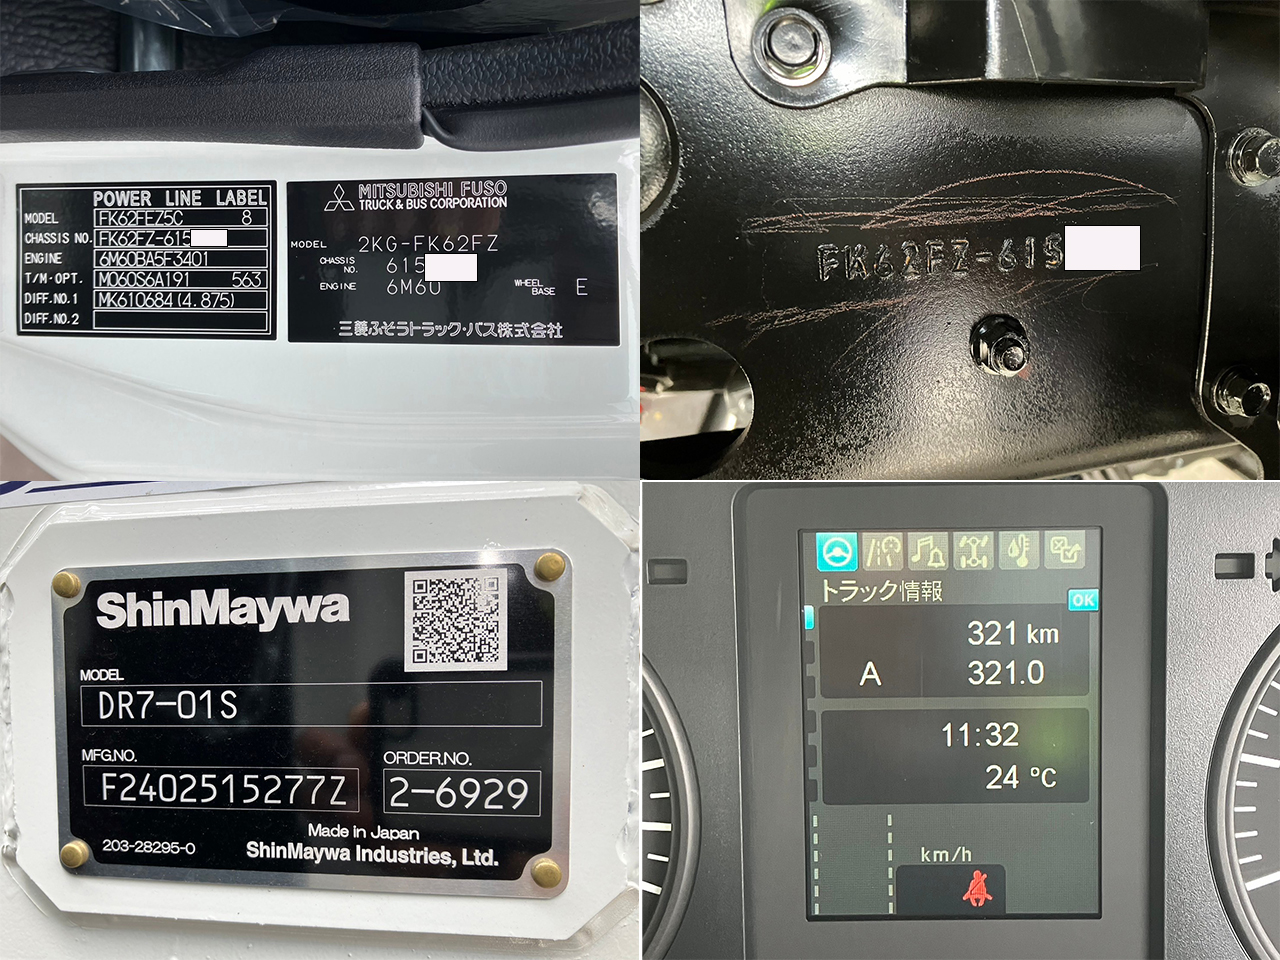 POWER LINE LABEL
MODEL FK62FEZ5C 8
CHASSIS NO. FK62FZ-615
ENGINE 6M60BA5F3401
T/M·OPT. M060S6A191 563
DIFF.NO.1 MK610684(4.875)
DIFF.NO.2
MITSUBISHI FUSO
TRUCK & BUS CORPORATION
MODEL 2KG-FK62FZ
CHASSIS NO. 615
ENGINE 6M60 WHEEL BASE E
三菱ふそうトラック・バス株式会社
FK62FZ-615
ShinMaywa
MODEL
DR7-01S
MFG.NO. ORDER.NO.
F2402515277Z 2-6929
Made in Japan
203-28295-0 ShinMaywa Industries, Ltd.
トラック情報
OK
321 km
A 321.0
11:32
24 °C
km/h